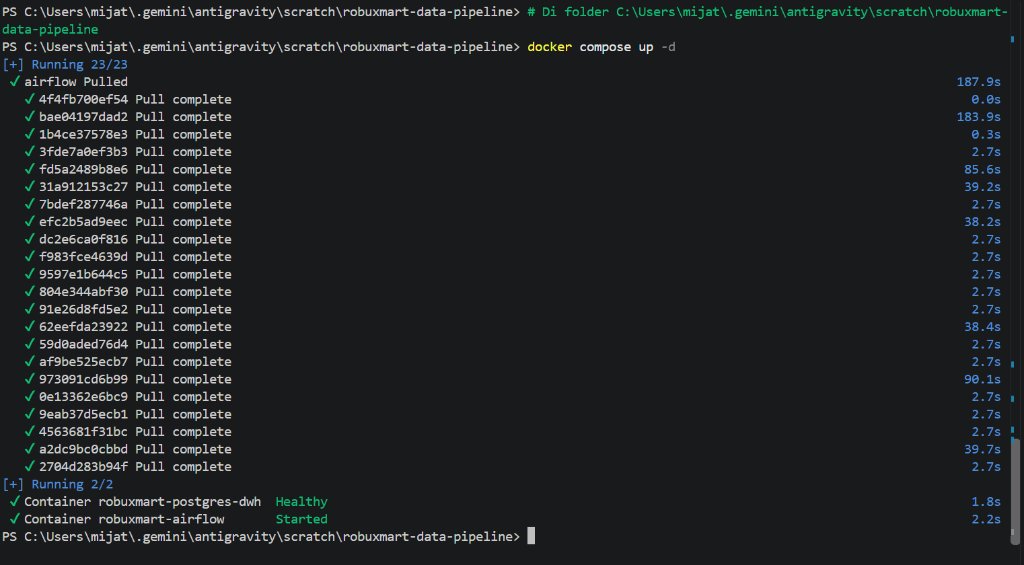 PS C:\Users\mijat\.gemini\antigravity\scratch\robuxmart-data-pipeline> # Di folder C:\Users\mijat\.gemini\antigravity\scratch\robuxmart-
data-pipeline
PS C:\Users\mijat\.gemini\antigravity\scratch\robuxmart-data-pipeline> docker compose up -d
[+] Running 23/23
✓ airflow Pulled 187.9s
✓ 4f4fb700ef54 Pull complete 0.0s
✓ bae04197dad2 Pull complete 183.9s
✓ 1b4ce37578e3 Pull complete 0.3s
✓ 3fde7a0ef3b3 Pull complete 2.7s
✓ fd5a2489b8e6 Pull complete 85.6s
✓ 31a912153c27 Pull complete 39.2s
✓ 7bdef287746a Pull complete 2.7s
✓ efc2b5ad9eec Pull complete 38.2s
✓ dc2e6ca0f816 Pull complete 2.7s
✓ f983fce4639d Pull complete 2.7s
✓ 9597e1b644c5 Pull complete 2.7s
✓ 804e344abf30 Pull complete 2.7s
✓ 91e26d8fd5e2 Pull complete 2.7s
✓ 62eefda23922 Pull complete 38.4s
✓ 59d0aded76d4 Pull complete 2.7s
✓ af9be525ecb7 Pull complete 2.7s
✓ 973091cd6b99 Pull complete 90.1s
✓ 0e13362e6bc9 Pull complete 2.7s
✓ 9eab37d5ecb1 Pull complete 2.7s
✓ 4563681f31bc Pull complete 2.7s
✓ a2dc9bc0cbbd Pull complete 39.7s
✓ 2704d283b94f Pull complete 2.7s
[+] Running 2/2
✓ Container robuxmart-postgres-dwh Healthy 1.8s
✓ Container robuxmart-airflow Started 2.2s
PS C:\Users\mijat\.gemini\antigravity\scratch\robuxmart-data-pipeline>